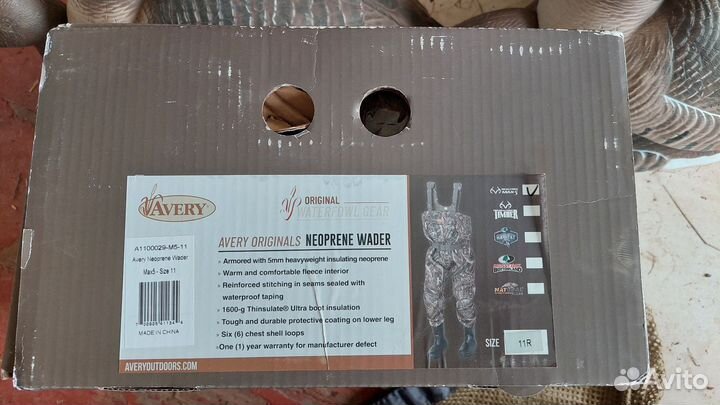 AVERY
ORIGINAL
WATERFOWL GEAR
A1100029-M5-11
Avery Neoprene Wader
Max5 - Size 11
MADE IN CHINA
AVERY ORIGINALS NEOPRENE WADER
» Armored with 5mm heavyweight insulating neoprene
» Warm and comfortable fleece interior
» Reinforced stitching in seams sealed with
waterproof taping
» 1600-g Thinsulate® Ultra boot insulation
» Tough and durable protective coating on lower leg
» Six (6) chest shell loops
» One (1) year warranty for manufacturer defect
AVERYOUTDOORS.COM
TIMBER
SIZE
11R
Avito